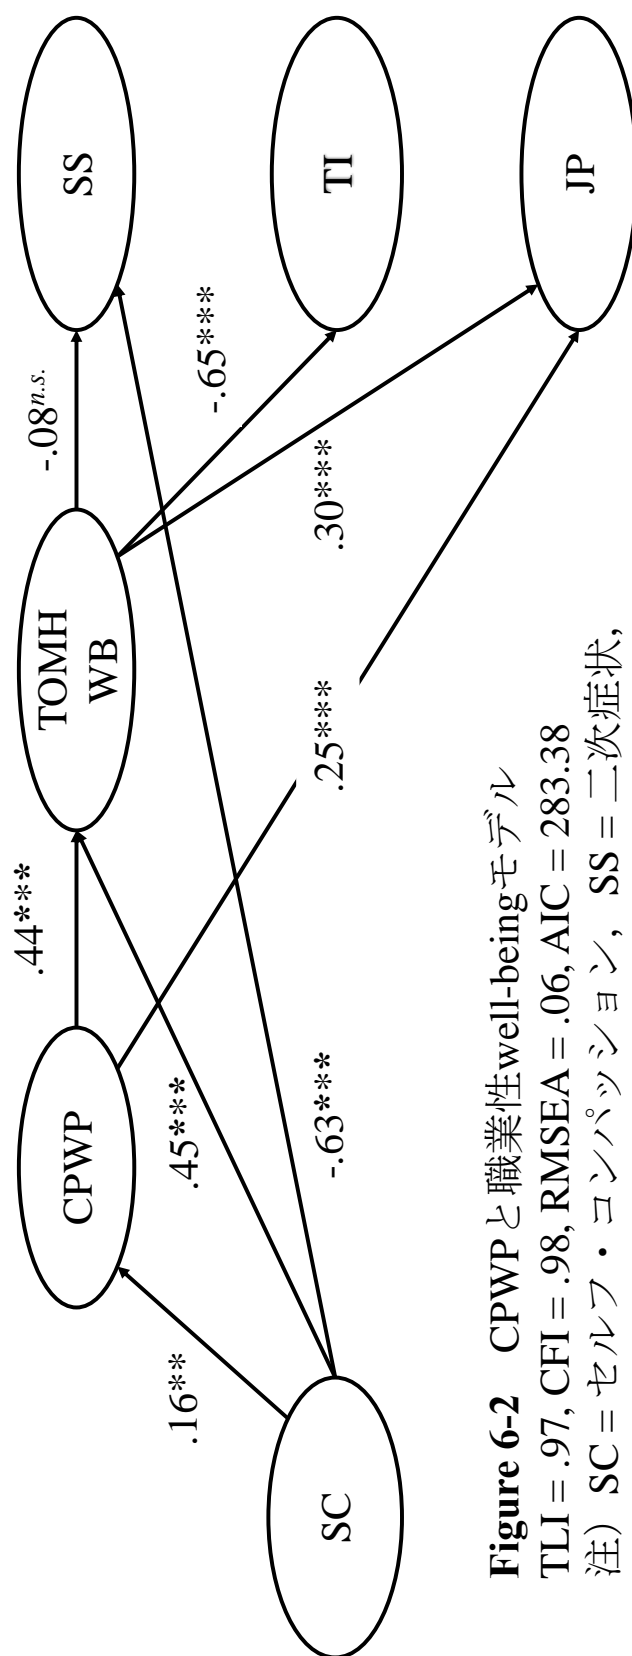 SS
TI
JP
-.08n.s.
-.65***
.30***
TOMH
WB
.44***
.25***
CPWP
.45***
-.63***
.16**
SC
Figure 6-2 CPWPと職業性well-beingモデル
TLI = .97, CFI = .98, RMSEA = .06, AIC = 283.38
注）SC = セルフ・コンパッション， SS = 二次症状，